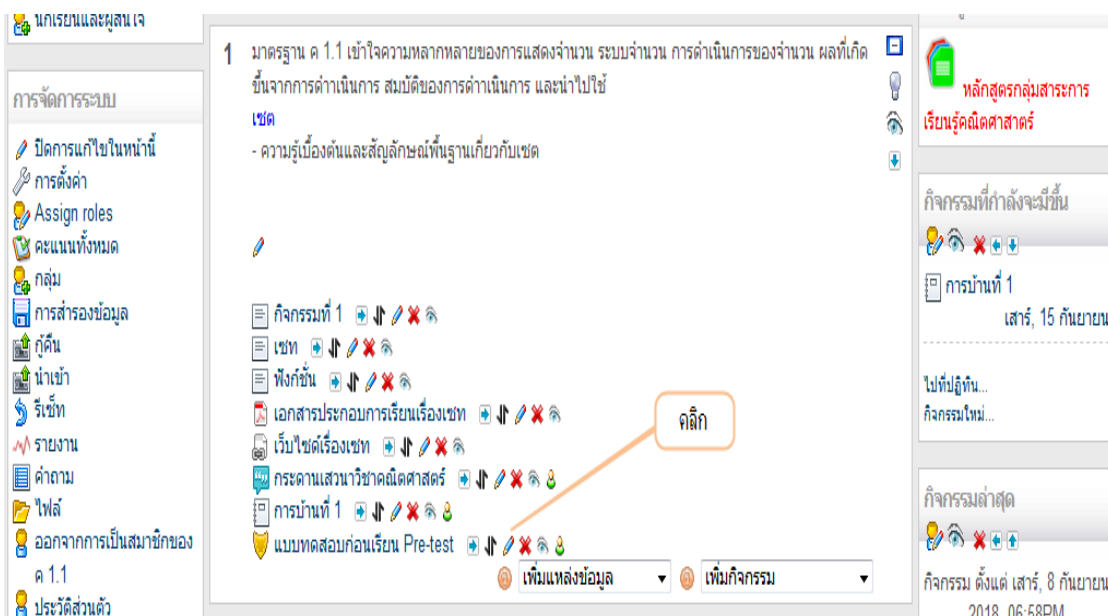 นักเรียนและผู้สนใจ
การจัดการระบบ
ปิดการแก้ไขในหน้านี้
การตั้งค่า
Assign roles
คะแนนทั้งหมด
กลุ่ม
การสำรองข้อมูล
กู้คืน
นำเข้า
รีเซ็ท
รายงาน
คำถาม
ไฟล์
ออกจากการเป็นสมาชิกของ
ค 1.1
ประวัติส่วนตัว
1 มาตรฐาน ค 1.1 เข้าใจความหลากหลายของการแสดงจำนวน ระบบจำนวน การดำเนินการของจำนวน ผลที่เกิด
ขึ้นจากการดำาเนินการ สมบัติของการดำาเนินการ และนำไปใช้
เซต
- ความรู้เบื้องต้นและสัญลักษณ์พื้นฐานเกี่ยวกับเซต
กิจกรรมที่ 1
เซท
ฟังก์ชั่น
เอกสารประกอบการเรียนเรื่องเซท
คลิก
เว็บไซด์เรื่องเซท
กระดานเสวนาวิชาคณิตศาสตร์
การบ้านที่ 1
แบบทดสอบก่อนเรียน Pre-test
เพิ่มแหล่งข้อมูล เพิ่มกิจกรรม
หลักสูตรกลุ่มสาระการ
เรียนรู้คณิตศาสาตร์
กิจกรรมที่กำลังจะมีขึ้น
การบ้านที่ 1
เสาร์, 15 กันยายน
ไปที่ปฏิทิน...
กิจกรรมใหม่...
กิจกรรมล่าสุด
กิจกรรม ตั้งแต่ เสาร์, 8 กันยายน
2018, 06:58PM